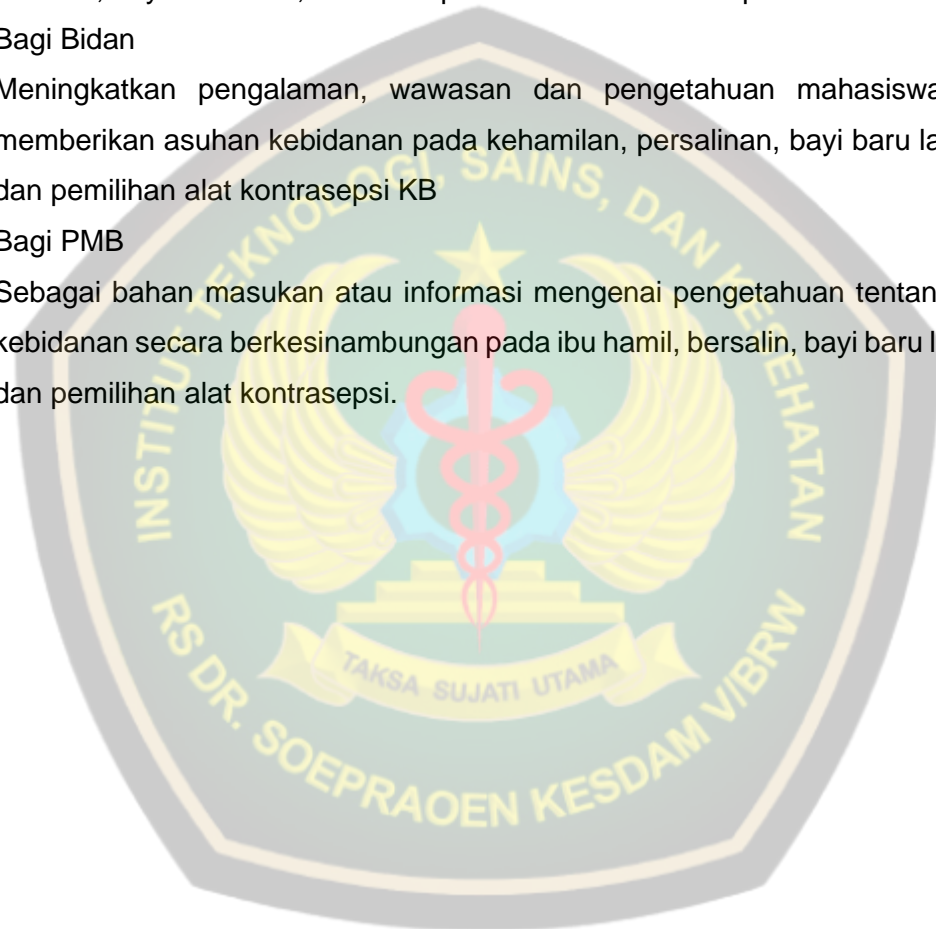 Bagi Bidan
Meningkatkan pengalaman, wawasan dan pengetahuan mahasiswa
memberikan asuhan kebidanan pada kehamilan, persalinan, bayi baru la
dan pemilihan alat kontrasepsi KB
Bagi PMB
Sebagai bahan masukan atau informasi mengenai pengetahuan tentan
kebidanan secara berkesinambungan pada ibu hamil, bersalin, bayi baru l
dan pemilihan alat kontrasepsi.
INSTITUT TEKNOLOGI, SAINS, DAN KESEHATAN
TAKSA SUJATI UTAMA
RS DR. SOEPRAOEN KESDAM V/BRW